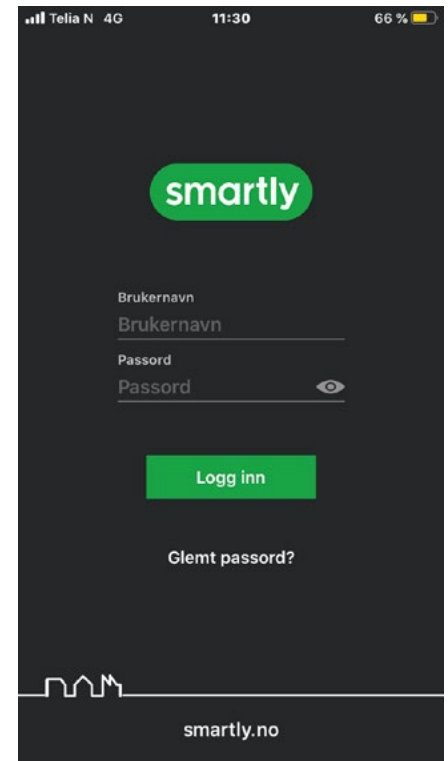 Telia N 4G 11:30 66 %
smartly
Brukernavn
Brukernavn
Passord
Passord
Logg inn
Glemt passord?
smartly.no